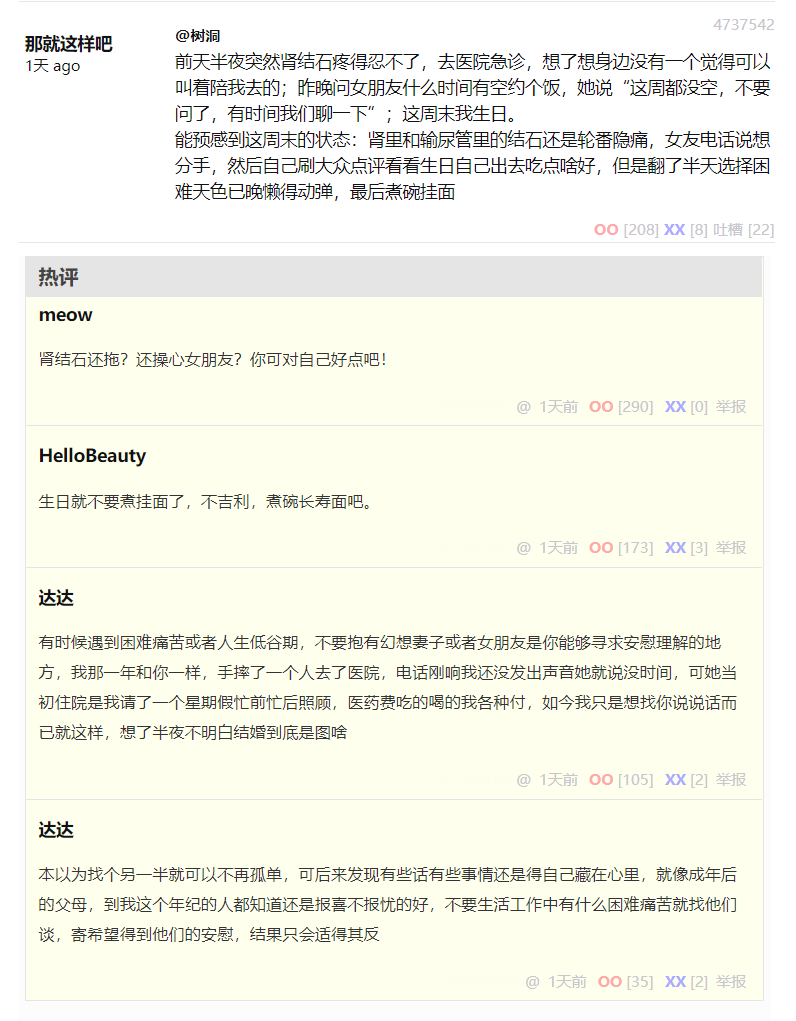 4737542
那就这样吧
1天 ago
@树洞
前天半夜突然肾结石疼得忍不了，去医院急诊，想了想身边没有一个觉得可以
叫着陪我去的；昨晚问女朋友什么时间有空约个饭，她说“这周都没空，不要
问了，有时间我们聊一下”；这周末我生日。
能预感到这周末的状态：肾里和输尿管里的结石还是轮番隐痛，女友电话说想
分手，然后自己刷大众点评看看生日自己出去吃点啥好，但是翻了半天选择困
难天色已晚懒得动弹，最后煮碗挂面
OO [208] XX [8] 吐槽 [22]
热评
meow
肾结石还拖？还操心女朋友？你可对自己好点吧！
@ 1天前 OO [290] XX [0] 举报
HelloBeauty
生日就不要煮挂面了，不吉利，煮碗长寿面吧。
@ 1天前 OO [173] XX [3] 举报
达达
有时候遇到困难痛苦或者人生低谷期，不要抱有幻想妻子或者女朋友是你能够寻求安慰理解的地
方，我那一年和你一样，手摔了一个人去了医院，电话刚响我还没发出声音她就说没时间，可她当
初住院是我请了一个星期假忙前忙后照顾，医药费吃的喝的我各种付，如今我只是想找你说说话而
已就这样，想了半夜不明白结婚到底是图啥
@ 1天前 OO [105] XX [2] 举报
达达
本以为找个另一半就可以不再孤单，可后来发现有些话有些事情还是得自己藏在心里，就像成年后
的父母，到我这个年纪的人都知道还是报喜不报忧的好，不要生活工作中有什么困难痛苦就找他们
谈，寄希望得到他们的安慰，结果只会适得其反
@ 1天前 OO [35] XX [2] 举报